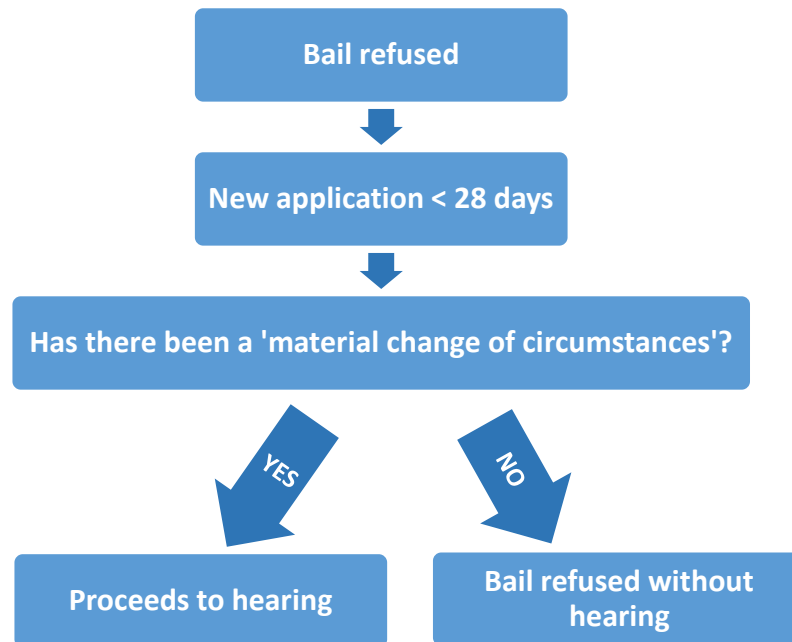 Bail refused
New application < 28 days
Has there been a 'material change of circumstances'?
YES
NO
Proceeds to hearing
Bail refused without
hearing